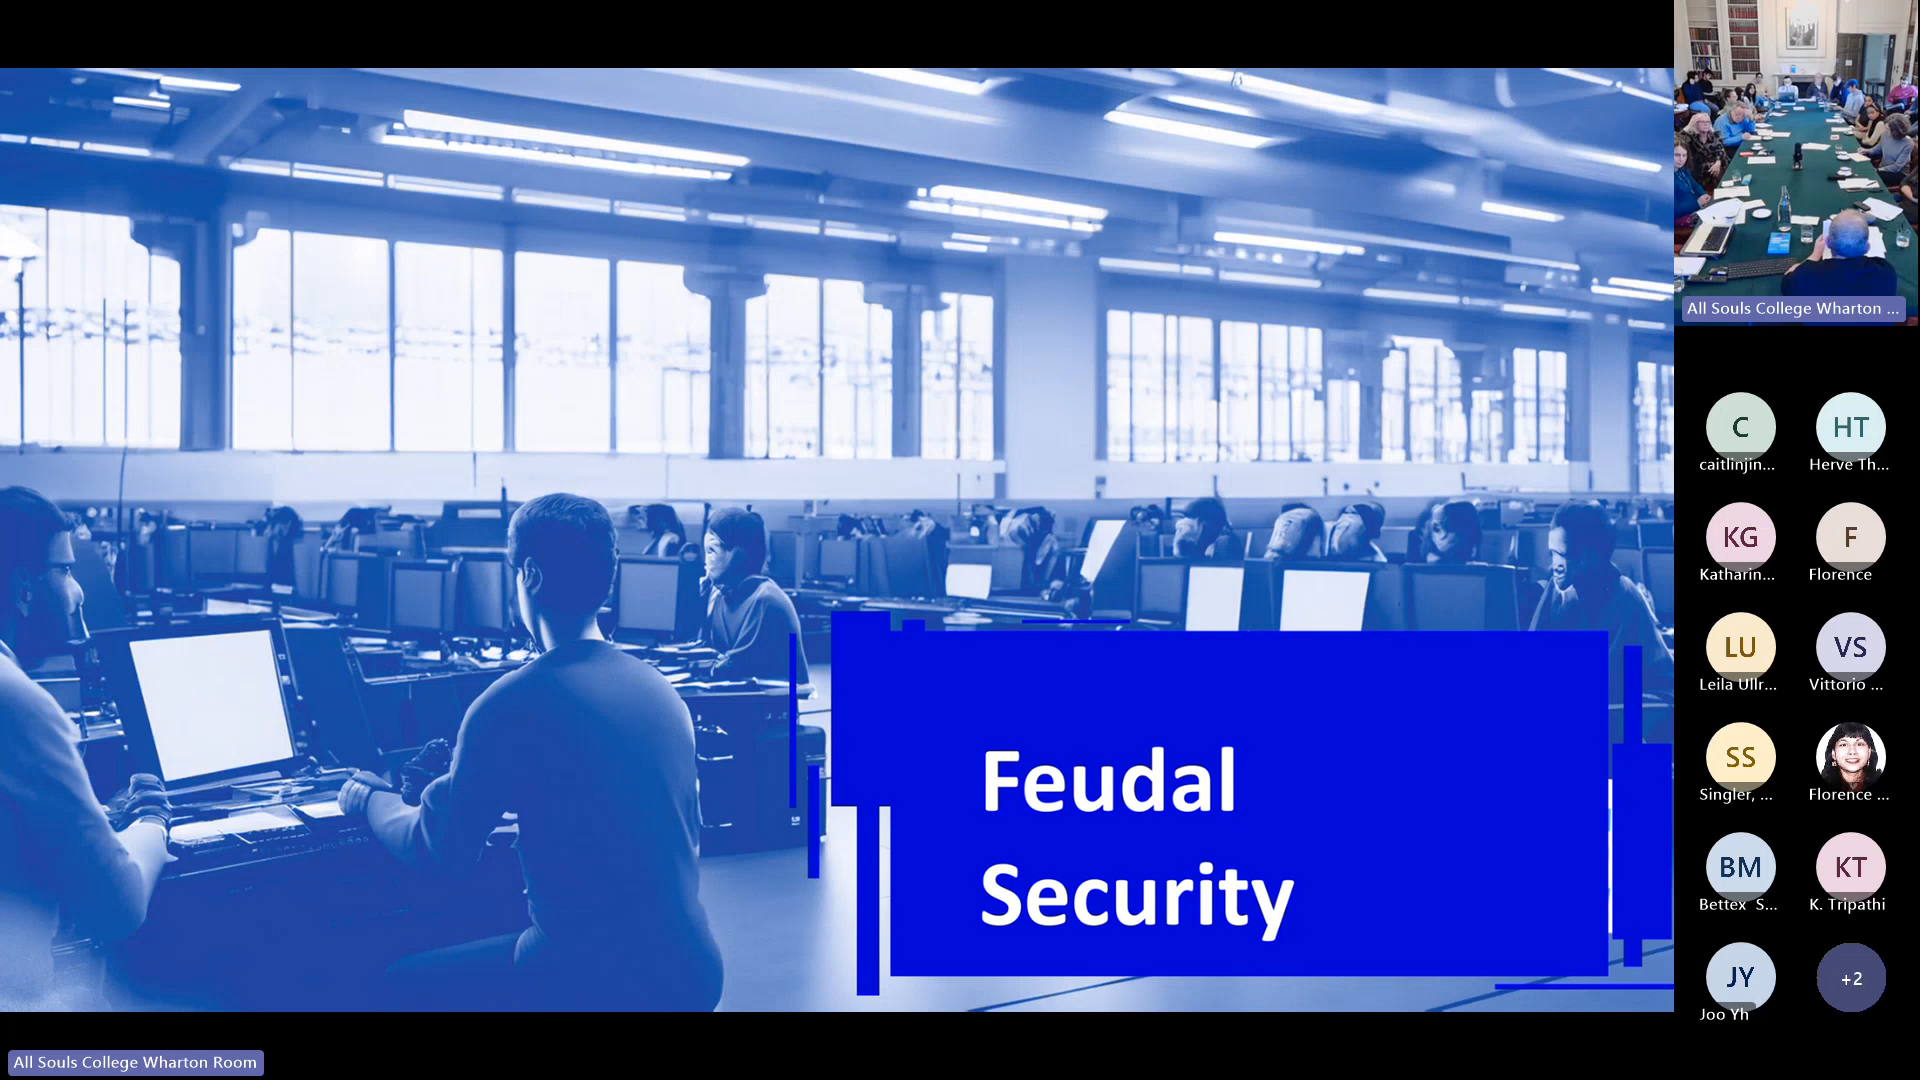 Feudal
Security
All Souls College Wharton ...
C
caitlinjin...
HT
Herve Th...
KG
Katharin...
F
Florence
LU
Leila Ullr...
VS
Vittorio ...
SS
Singler, ...
Florence ...
BM
Bettex S...
KT
K. Tripathi
JY
Joo Yh
+2
All Souls College Wharton Room